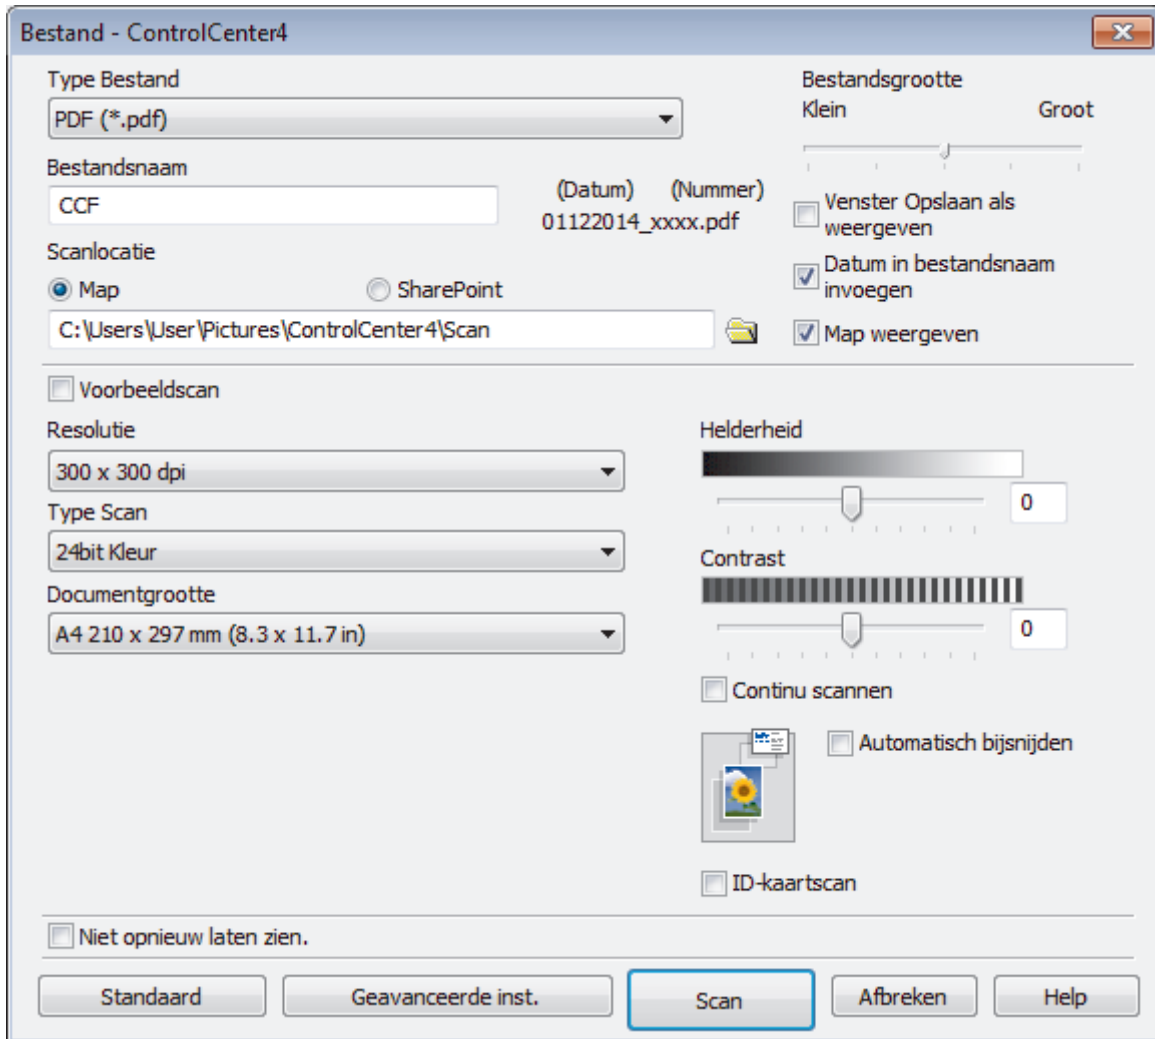 Bestand - ControlCenter4
Type Bestand
PDF (*.pdf)
Bestandsgrootte
Klein Groot
Bestandsnaam
CCF
(Datum) (Nummer)
01122014_xxxx.pdf
Venster Opslaan als
weergeven
Datum in bestandsnaam
invoegen
Map weergeven
Scanlocatie
Map SharePoint
C:\Users\User\Pictures\ControlCenter4\Scan
Voorbeeldscan
Resolutie
300 x 300 dpi
Type Scan
24bit Kleur
Documentgrootte
A4 210 x 297 mm (8.3 x 11.7 in)
Helderheid
0
Contrast
0
Continu scannen
Automatisch bijsnijden
ID-kaartscan
Niet opnieuw laten zien.
Standaard Geavanceerde inst. Scan Afbreken Help